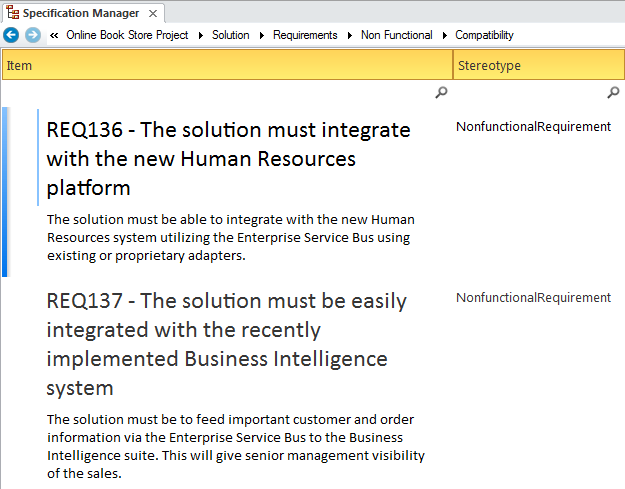 Specification Manager
Online Book Store Project Solution Requirements Non Functional Compatibility
Item Stereotype
REQ136 - The solution must integrate NonfunctionalRequirement
with the new Human Resources
platform
The solution must be able to integrate with the new Human
Resources system utilizing the Enterprise Service Bus using
existing or proprietary adapters.
REQ137 - The solution must be easily NonfunctionalRequirement
integrated with the recently
implemented Business Intelligence
system
The solution must be to feed important customer and order
information via the Enterprise Service Bus to the Business
Intelligence suite. This will give senior management visibility
of the sales.